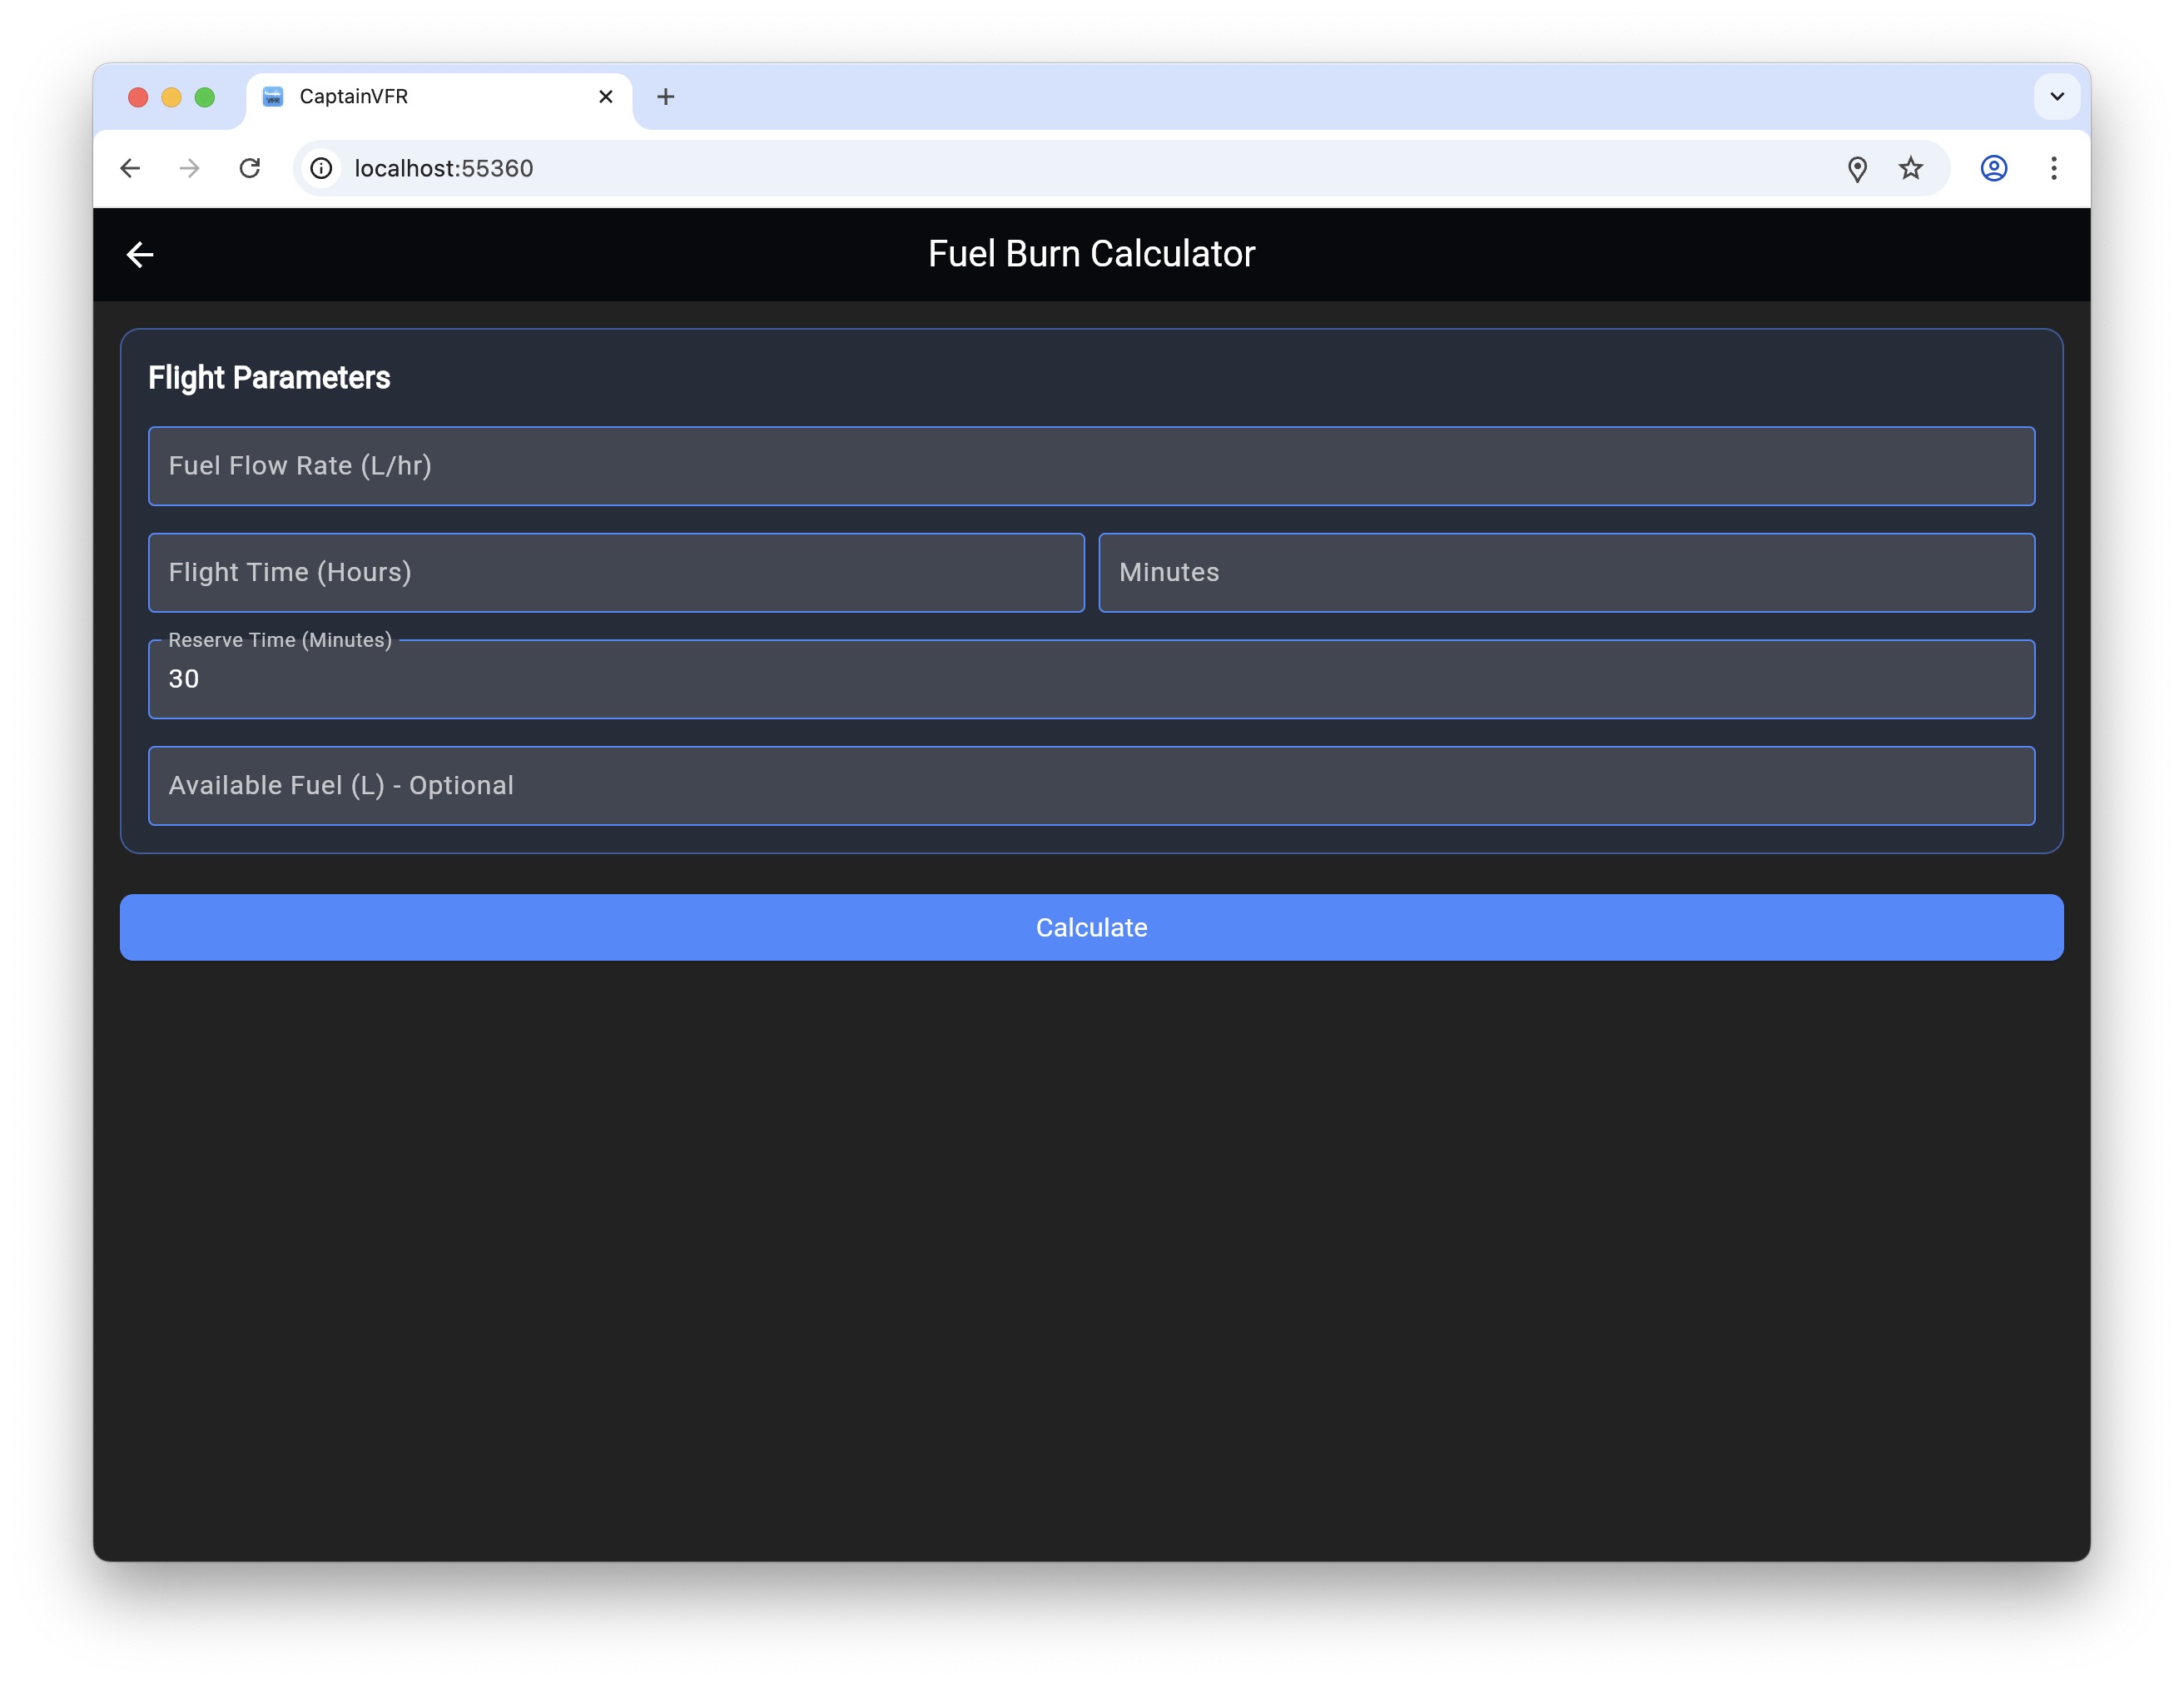 CaptainVFR
localhost:55360
Fuel Burn Calculator
Flight Parameters
Fuel Flow Rate (L/hr)
Flight Time (Hours) Minutes
Reserve Time (Minutes)
30
Available Fuel (L) - Optional
Calculate